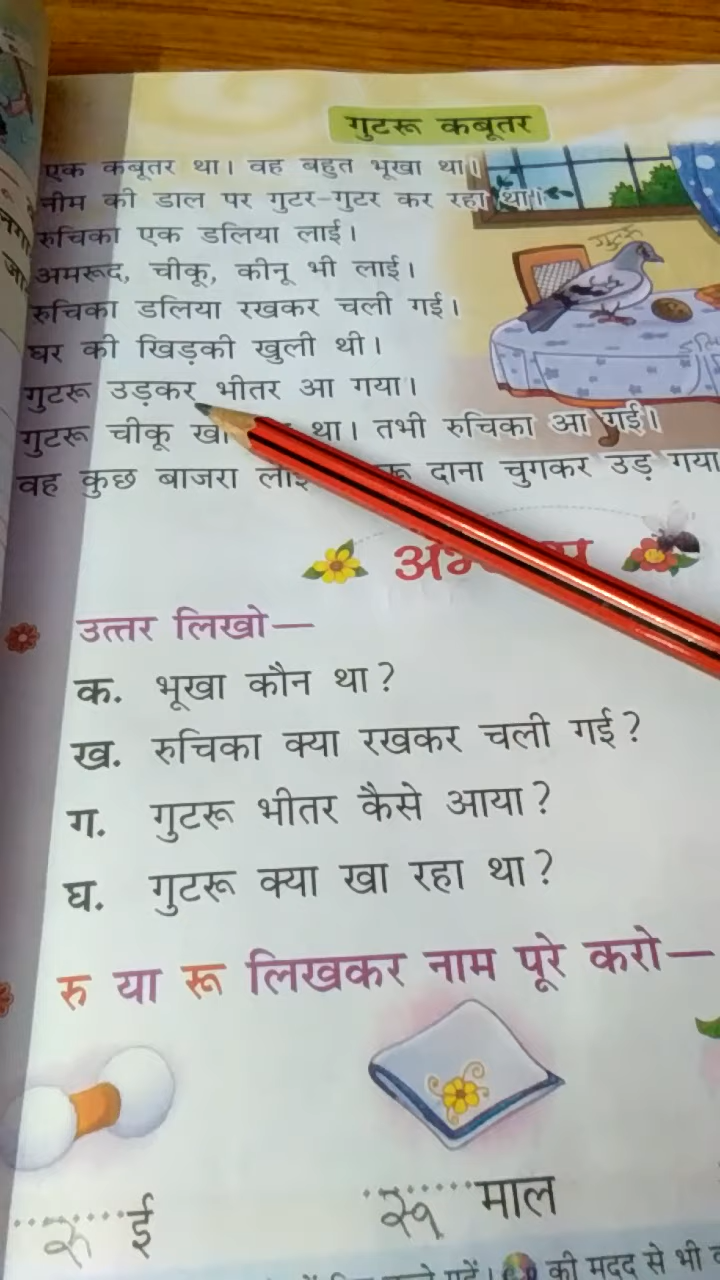 गुटरू कबूतर
एक कबूतर था। वह बहुत भूखा था।
नीम की डाल पर गुटर-गुटर कर रहा था।
रुचिका एक डलिया लाई।
अमरूद, चीकू, कीनू भी लाई।
रुचिका डलिया रखकर चली गई।
घर की खिड़की खुली थी।
गुटरू उड़कर भीतर आ गया।
गुटरू चीकू था। तभी रुचिका आ गई।
वह कुछ बाजरा दाना चुगकर उड़ गया
गुटरू
उत्तर लिखो—
क. भूखा कौन था?
ख. रुचिका क्या रखकर चली गई?
ग. गुटरू भीतर कैसे आया?
घ. गुटरू क्या खा रहा था?
रु या रू लिखकर नाम पूरे करो—
रु ई
रू माल
की मदद से भी